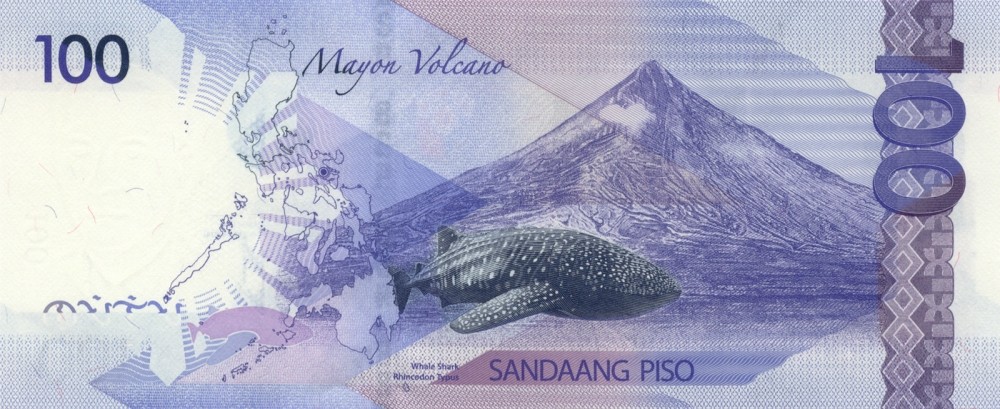 100
Mayon Volcano
100
Whale Shark
Rhincodon Typus
SANDAANG PISO